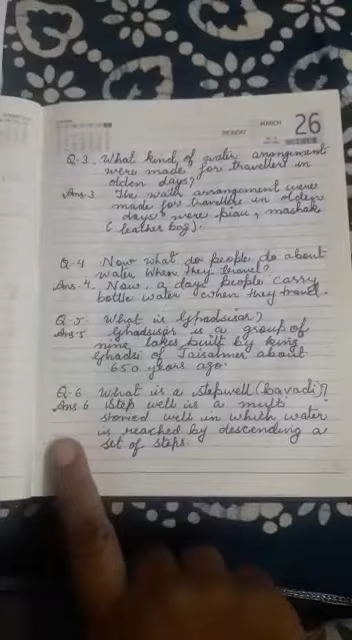 MONDAY MARCH 26
Q-3. What kind of water arrangement
were made for travellers in
olden days?
Ans.3 The water arrangement were
made for travellers in olden
days were piau, mashak
(leather bag).
Q-4 Now what do people do about
water when they travel?
Ans-4. Now, a days people carry
bottle water when they travel.
Q-5. What is Ghadsisar?
Ans-5 Ghadsisar is a group of
nine lakes built by king
Ghadsi of Jaisalmer about
650 years ago.
Q-6. What is a stepwell (bavadi)?
Ans 6 Step well is a multi
storied well in which water
is reached by descending a
set of steps.